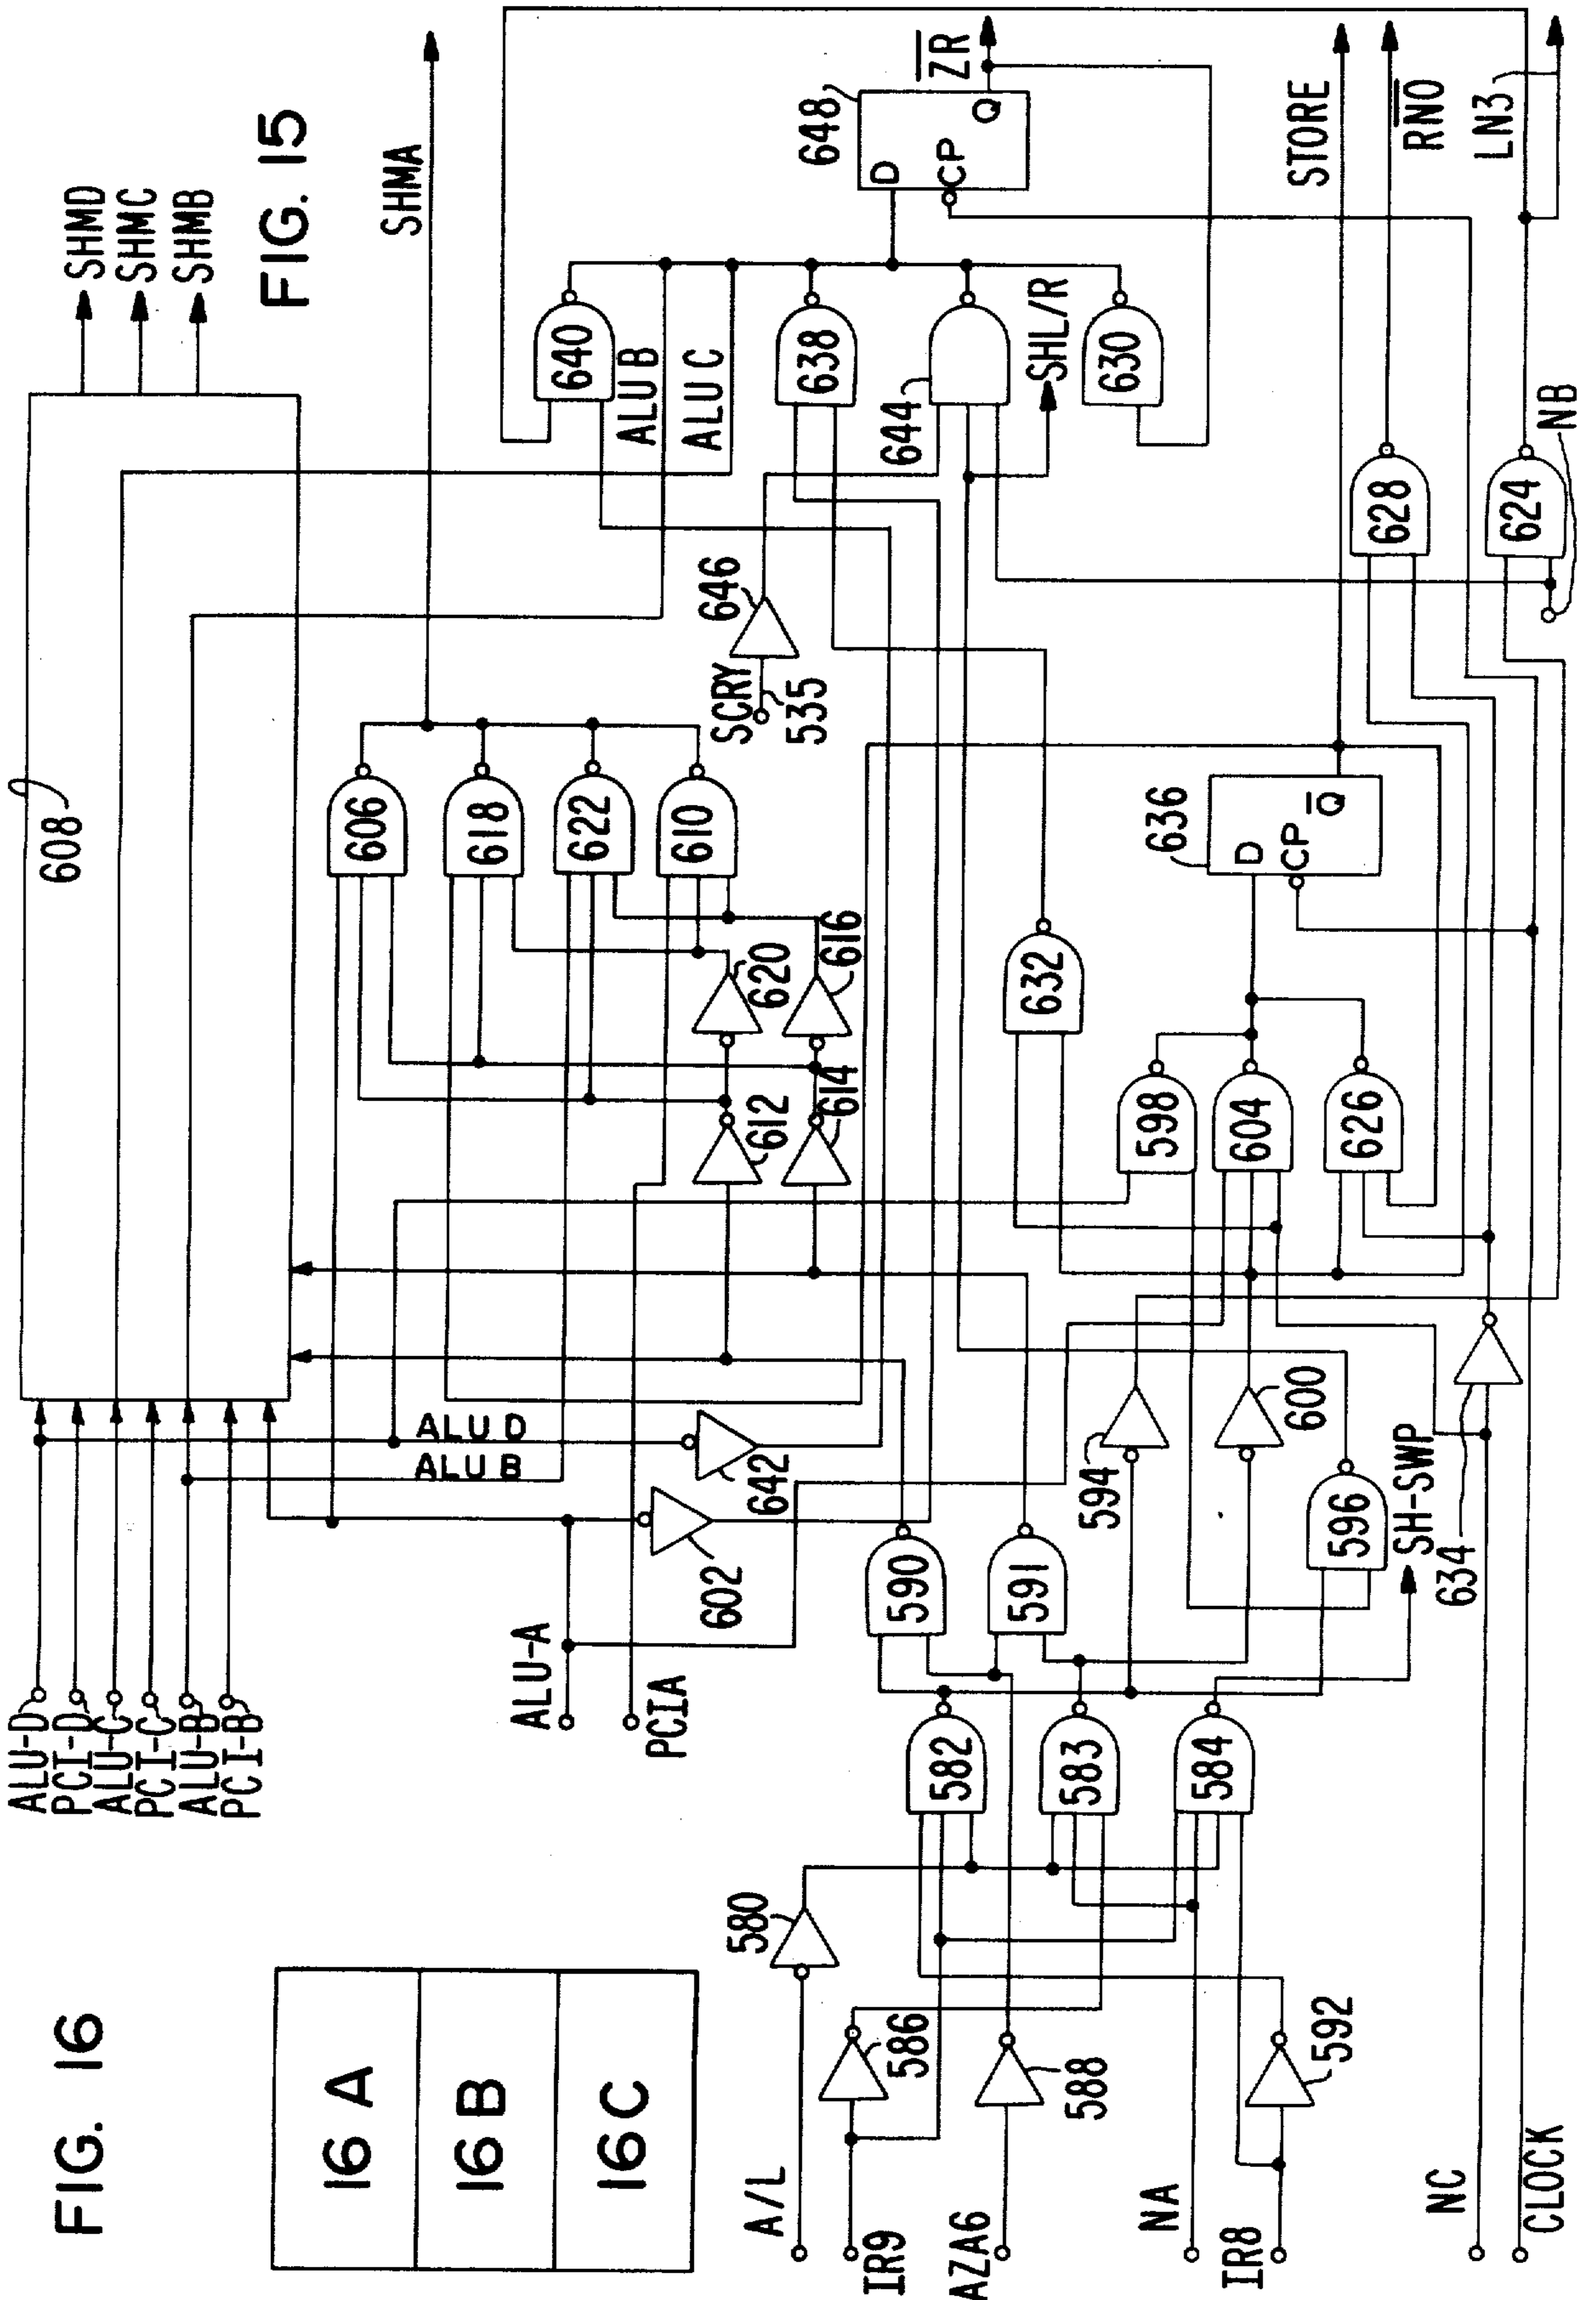 FIG. 15
SHMD
SHMC
SHMB
SHMA
608
606
618
622
610
620
616
612
614
640
ALU B
ALU C
638
644
SHL/R
630
648
D
CP
Q
Z̅R̅
SCRY
535
646
STORE
R̅N̅O̅
LN3
NB
628
624
636
D
CP
Q̅
632
598
604
626
ALU D
ALU B
642
602
594
600
596
SH-SWP
634
590
591
ALU-D
PCI-D
ALU-C
PCI-C
ALU-B
PCI-B
ALU-A
PCIA
582
583
584
580
586
588
592
A/L
IR9
AZA6
NA
IR8
NC
CLOCK
FIG. 16
16 A
16 B
16 C